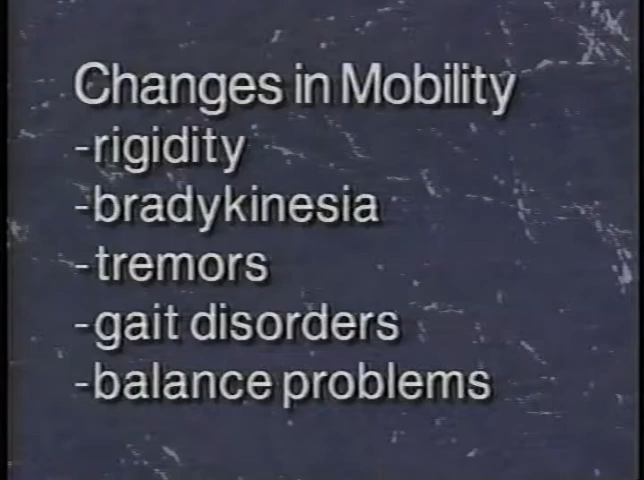 Changes in Mobility
-rigidity
-bradykinesia
-tremors
-gait disorders
-balance problems